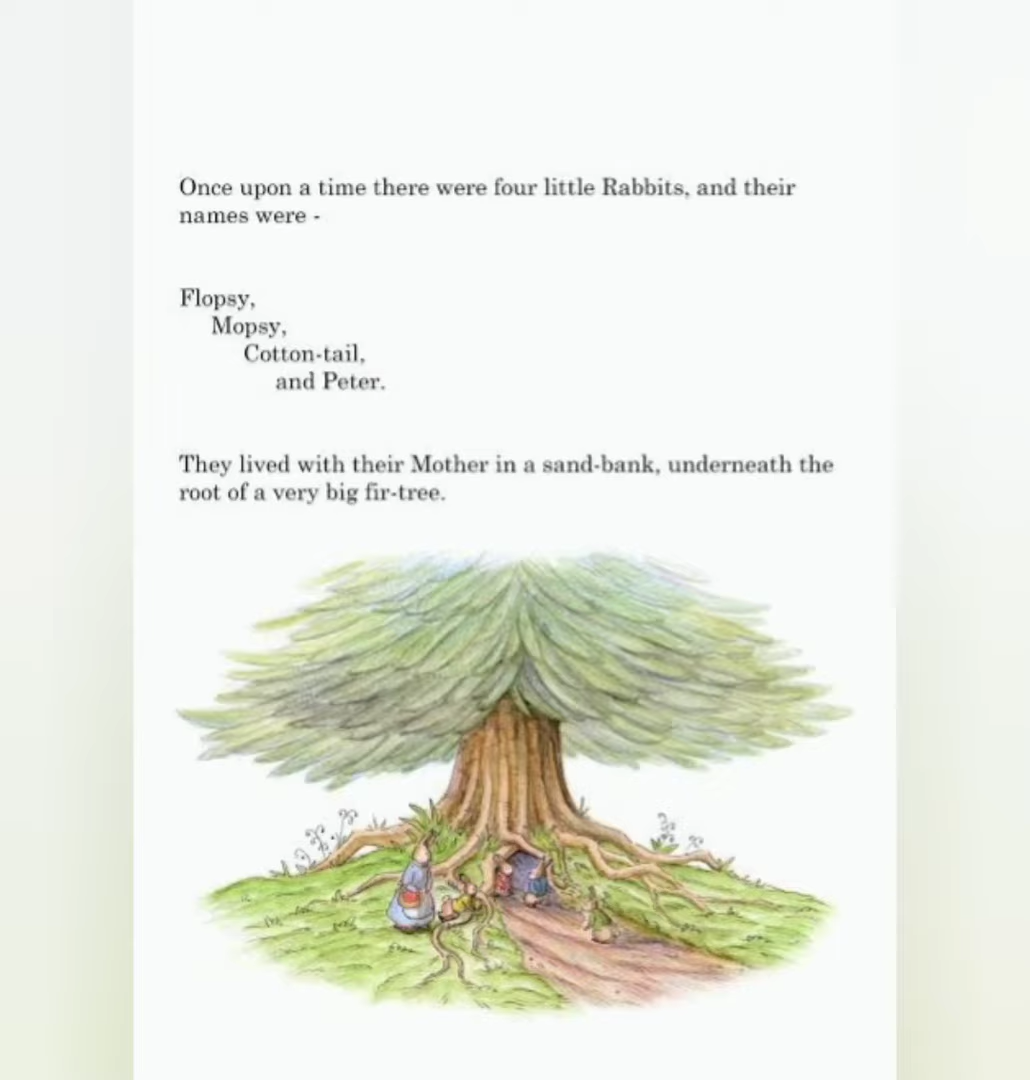 Once upon a time there were four little Rabbits, and their
names were -
Flopsy,
Mopsy,
Cotton-tail,
and Peter.
They lived with their Mother in a sand-bank, underneath the
root of a very big fir-tree.